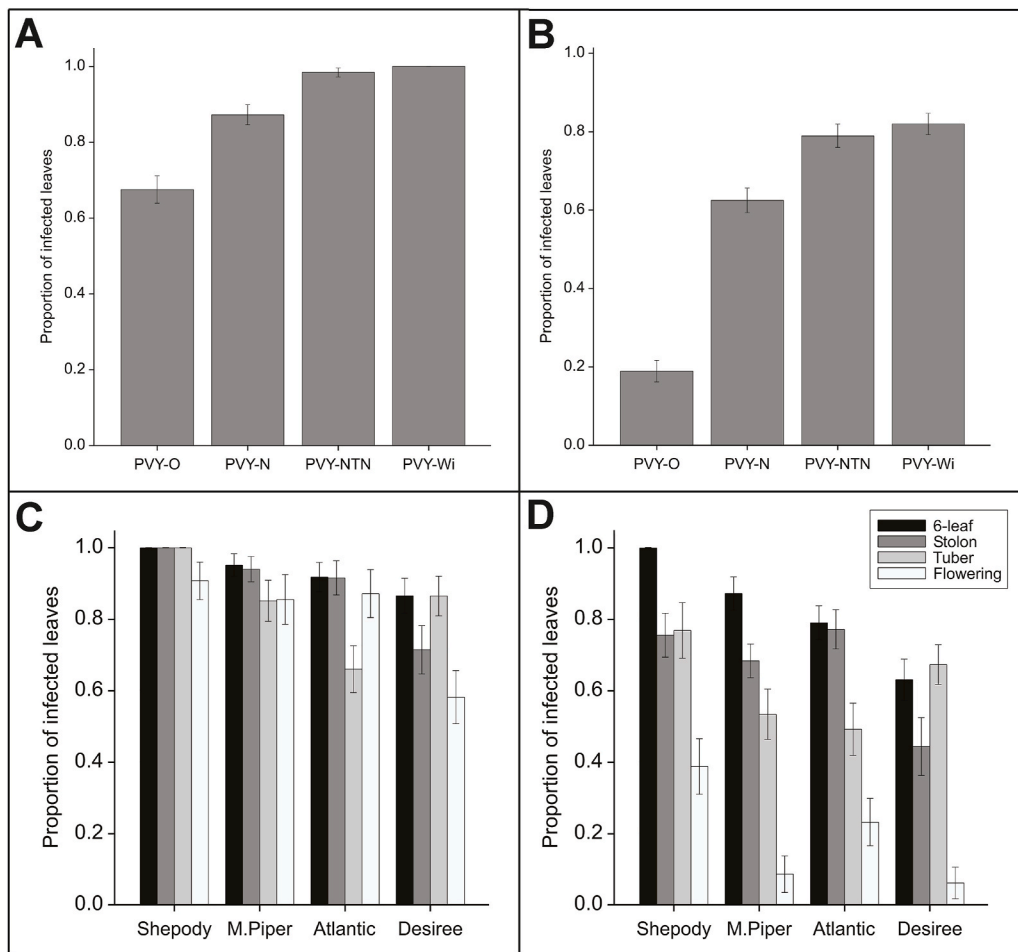 A
Proportion of infected leaves
1.0
0.8
0.6
0.4
0.2
0.0
PVY-O PVY-N PVY-NTN PVY-Wi
B
Proportion of infected leaves
1.0
0.8
0.6
0.4
0.2
0.0
PVY-O PVY-N PVY-NTN PVY-Wi
C
Proportion of infected leaves
1.0
0.8
0.6
0.4
0.2
0.0
Shepody M.Piper Atlantic Desiree
D
6-leaf
Stolon
Tuber
Flowering
Proportion of infected leaves
1.0
0.8
0.6
0.4
0.2
0.0
Shepody M.Piper Atlantic Desiree